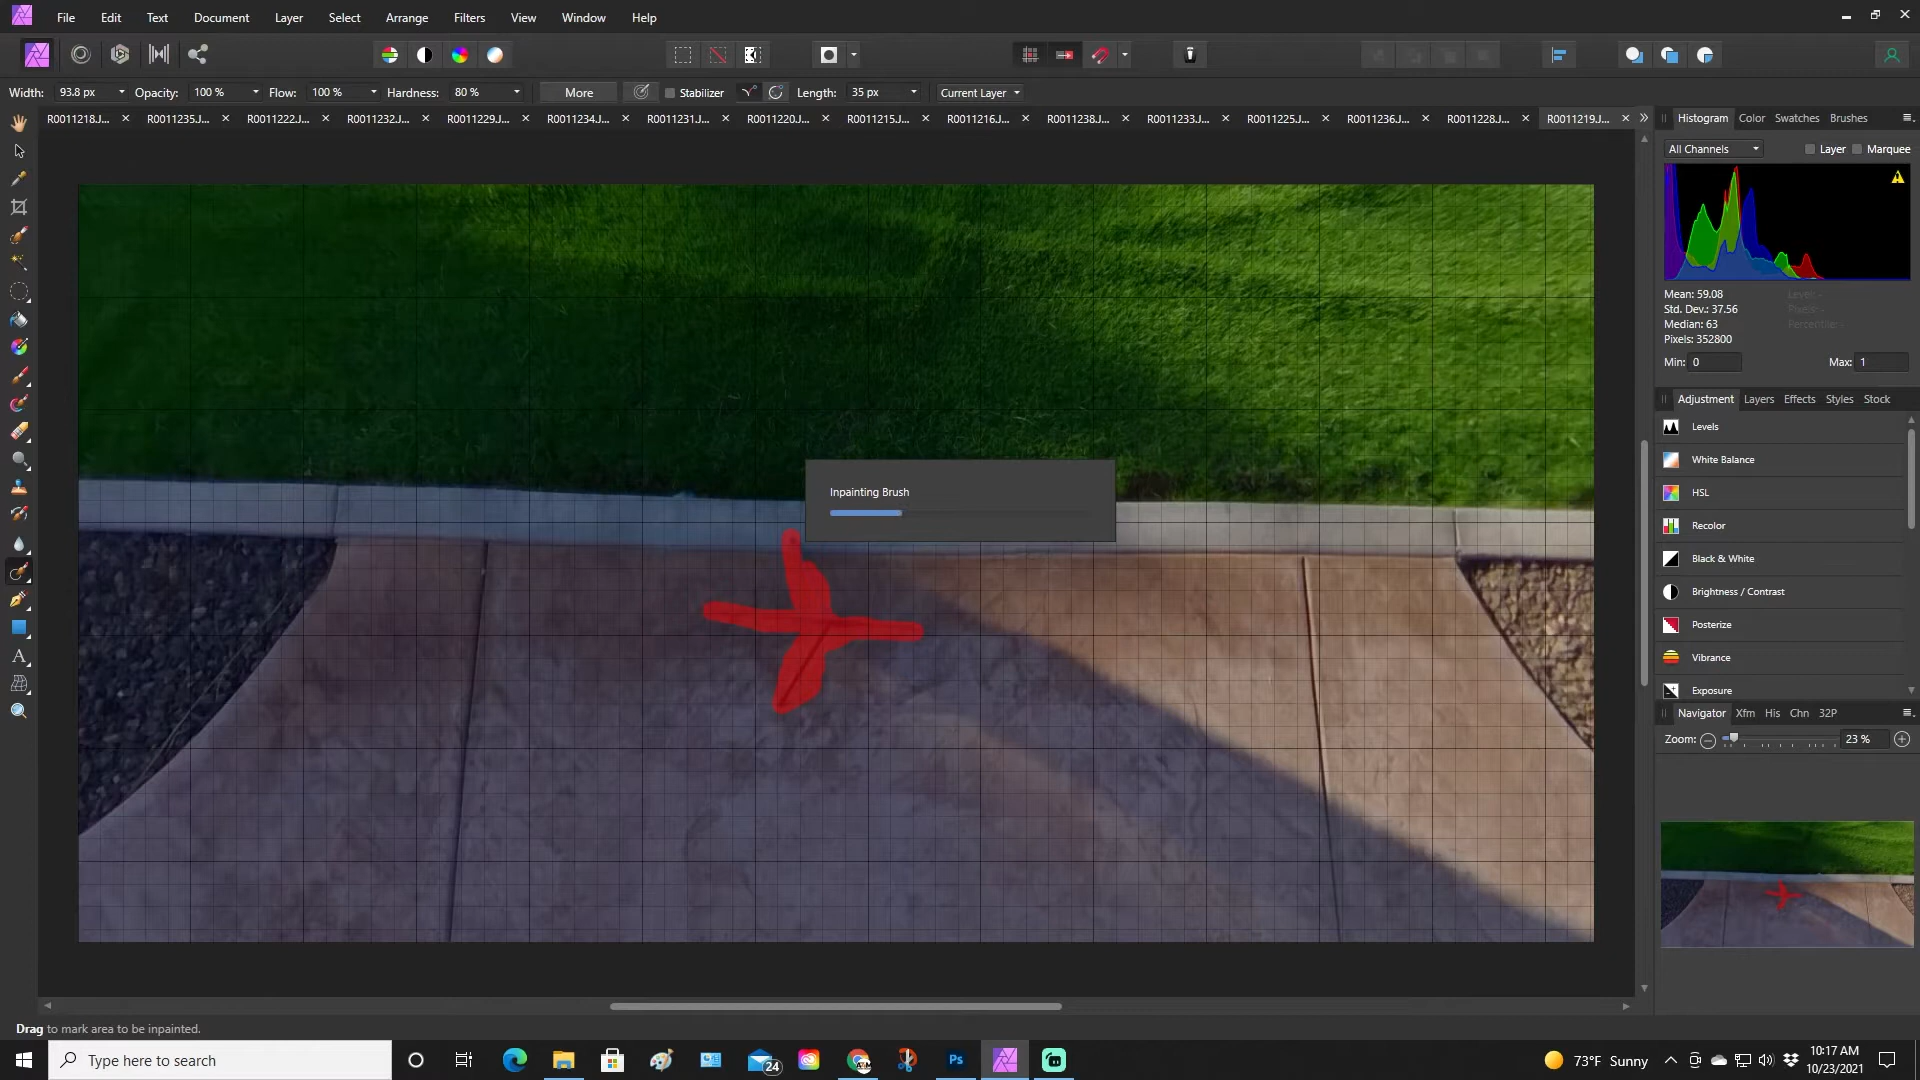 File Edit Text Document Layer Select Arrange Filters View Window Help
Width: 93.8 px Opacity: 100 % Flow: 100 % Hardness: 80 % More Stabilizer Length: 35 px Current Layer
R0011218.J... R0011235.J... R0011222.J... R0011232.J... R0011229.J... R0011234.J... R0011231.J... R0011220.J... R0011215.J... R0011216.J... R0011238.J... R0011233.J... R0011225.J... R0011236.J... R0011228.J... R0011219.J...
Histogram Color Swatches Brushes
All Channels Layer Marquee
Mean: 59.08 Level: -
Std. Dev.: 37.56 Pixels: -
Median: 63 Percentile: -
Pixels: 352800
Min: 0 Max: 1
Adjustment Layers Effects Styles Stock
Levels
White Balance
HSL
Recolor
Black & White
Brightness / Contrast
Posterize
Vibrance
Exposure
Navigator Xfm His Chn 32P
Zoom: 23 %
Inpainting Brush
Drag to mark area to be inpainted.
Type here to search
24
Ps
73°F Sunny
10:17 AM
10/23/2021